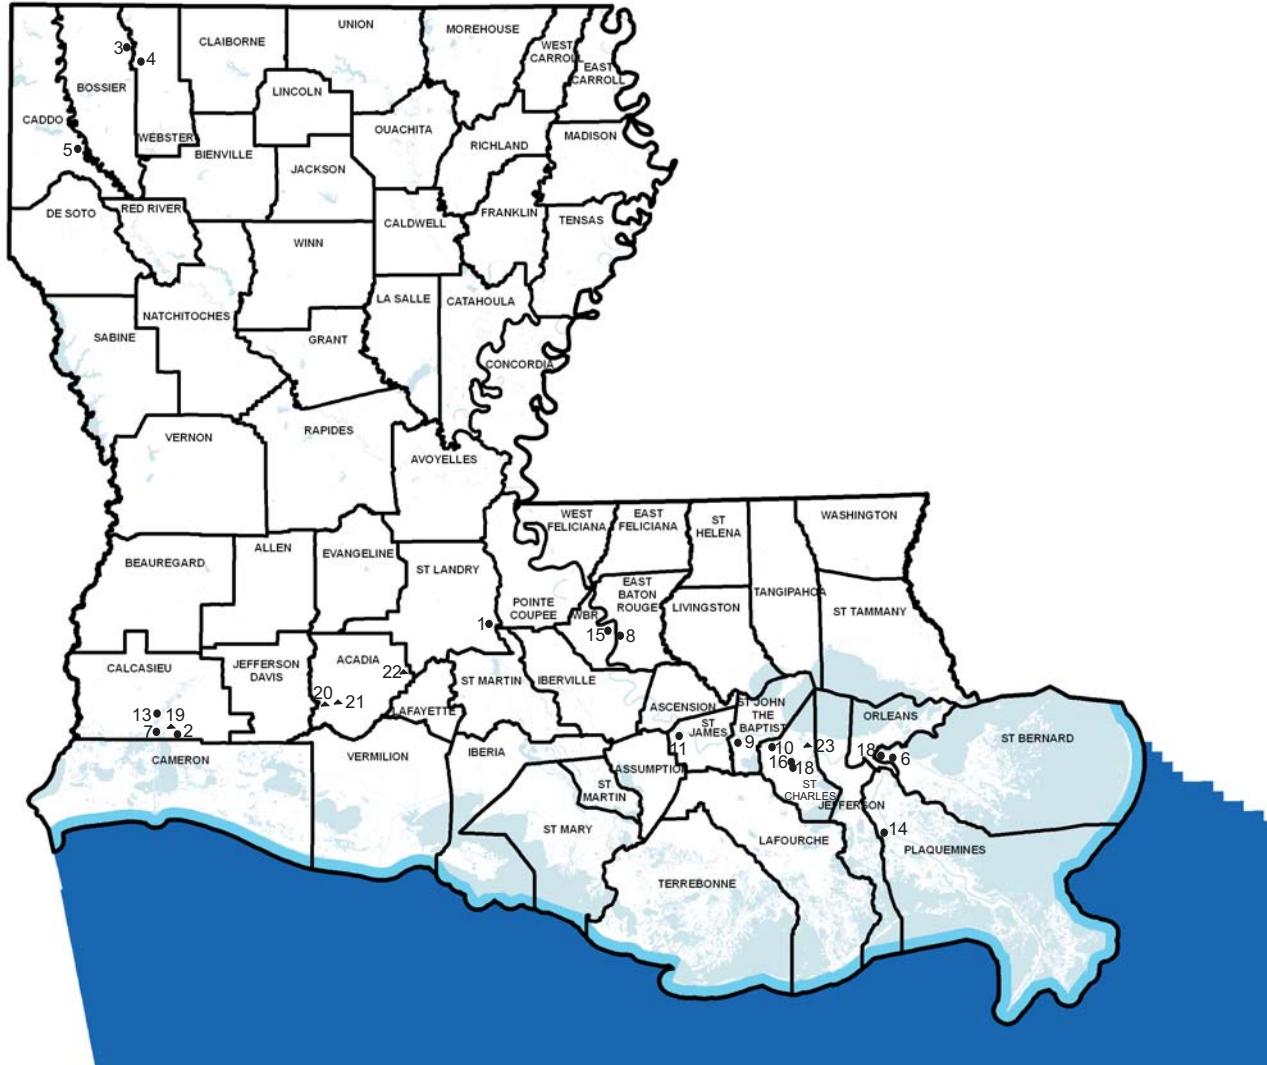 UNION
MOREHOUSE
CLAIBORNE
WEST
CARROLL
EAST
CARROLL
3
4
BOSSIER
LINCOLN
CADDO
OUACHITA
MADISON
WEBSTER
RICHLAND
5
BIENVILLE
JACKSON
DE SOTO
RED RIVER
FRANKLIN
CALDWELL
TENSAS
WINN
LA SALLE
CATAHOULA
NATCHITOCHES
SABINE
GRANT
CONCORDIA
VERNON
RAPIDES
AVOYELLES
WEST
FELICIANA
EAST
FELICIANA
ST
HELENA
WASHINGTON
BEAUREGARD
ALLEN
EVANGELINE
ST LANDRY
EAST
BATON
ROUGE
TANGIPAHOA
POINTE
COUPEE
WBR
LIVINGSTON
ST TAMMANY
1
15
8
CALCASIEU
JEFFERSON
DAVIS
ACADIA
22
ST MARTIN
IBERVILLE
20
21
LAFAYETTE
ASCENSION
ST JOHN
THE
BAPTIST
13
19
7
2
ST
JAMES
ORLEANS
11
9
10
23
18
6
ST BERNARD
CAMERON
VERMILION
IBERIA
ASSUMPTION
16
18
ST
MARTIN
ST
CHARLES
JEFFERSON
ST MARY
14
LAFOURCHE
PLAQUEMINES
TERREBONNE